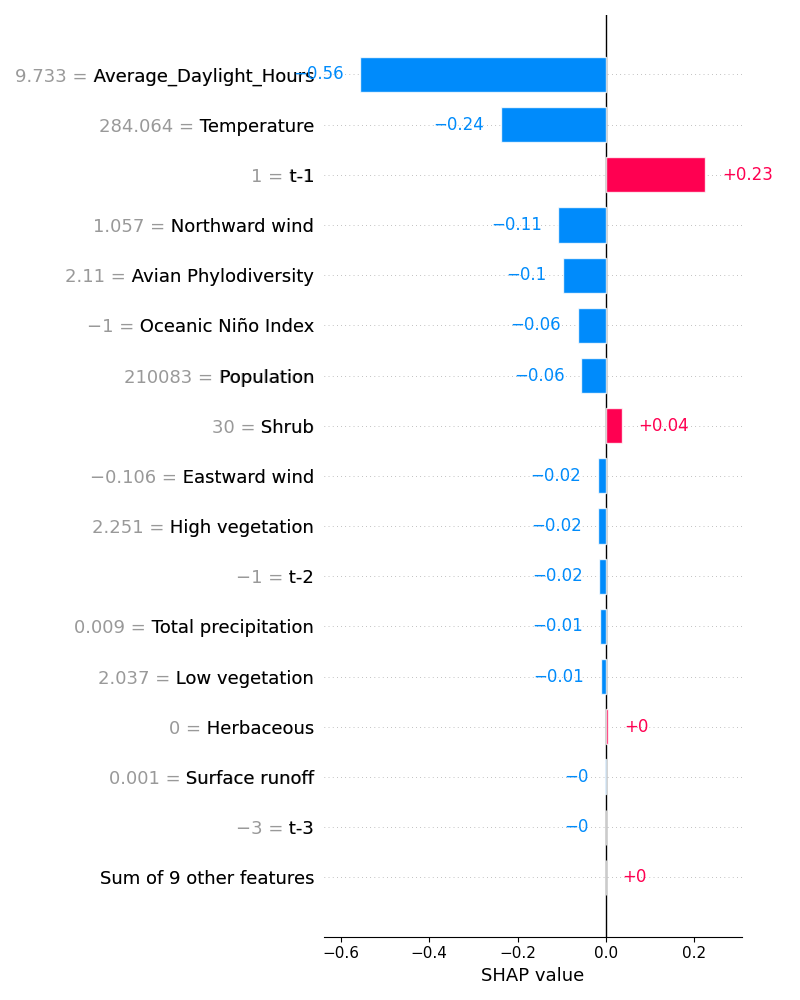 9.733 = Average_Daylight_Hours −0.56
284.064 = Temperature −0.24
1 = t-1 +0.23
1.057 = Northward wind −0.11
2.11 = Avian Phylodiversity −0.1
−1 = Oceanic Niño Index −0.06
210083 = Population −0.06
30 = Shrub +0.04
−0.106 = Eastward wind −0.02
2.251 = High vegetation −0.02
−1 = t-2 −0.02
0.009 = Total precipitation −0.01
2.037 = Low vegetation −0.01
0 = Herbaceous +0
0.001 = Surface runoff −0
−3 = t-3 −0
Sum of 9 other features +0
−0.6 −0.4 −0.2 0.0 0.2
SHAP value